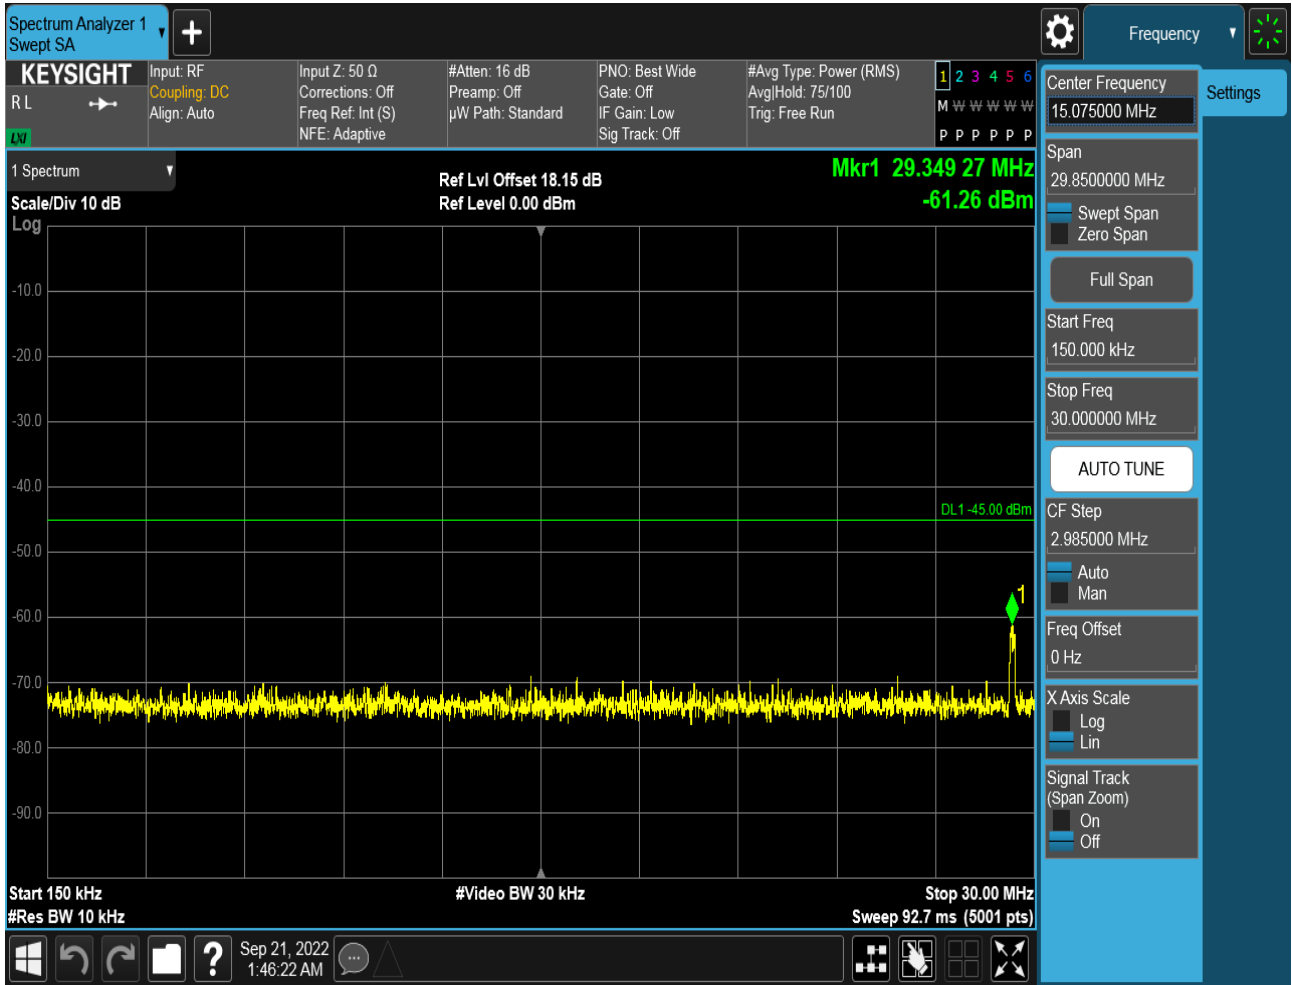 Spectrum Analyzer 1
Swept SA
Frequency
KEYSIGHT
R L
LXI
Input: RF
Coupling: DC
Align: Auto
Input Z: 50 Ω
Corrections: Off
Freq Ref: Int (S)
NFE: Adaptive
#Atten: 16 dB
Preamp: Off
µW Path: Standard
PNO: Best Wide
Gate: Off
IF Gain: Low
Sig Track: Off
#Avg Type: Power (RMS)
Avg|Hold: 75/100
Trig: Free Run
1 2 3 4 5 6
M W W W W W
P P P P P P
1 Spectrum
Scale/Div 10 dB
Log
Ref Lvl Offset 18.15 dB
Ref Level 0.00 dBm
Mkr1 29.349 27 MHz
-61.26 dBm
-10.0
-20.0
-30.0
-40.0
-50.0
-60.0
-70.0
-80.0
-90.0
DL1 -45.00 dBm
1
Start 150 kHz
#Res BW 10 kHz
#Video BW 30 kHz
Stop 30.00 MHz
Sweep 92.7 ms (5001 pts)
Center Frequency
15.075000 MHz
Settings
Span
29.8500000 MHz
Swept Span
Zero Span
Full Span
Start Freq
150.000 kHz
Stop Freq
30.000000 MHz
AUTO TUNE
CF Step
2.985000 MHz
Auto
Man
Freq Offset
0 Hz
X Axis Scale
Log
Lin
Signal Track
(Span Zoom)
On
Off
?
Sep 21, 2022
1:46:22 AM